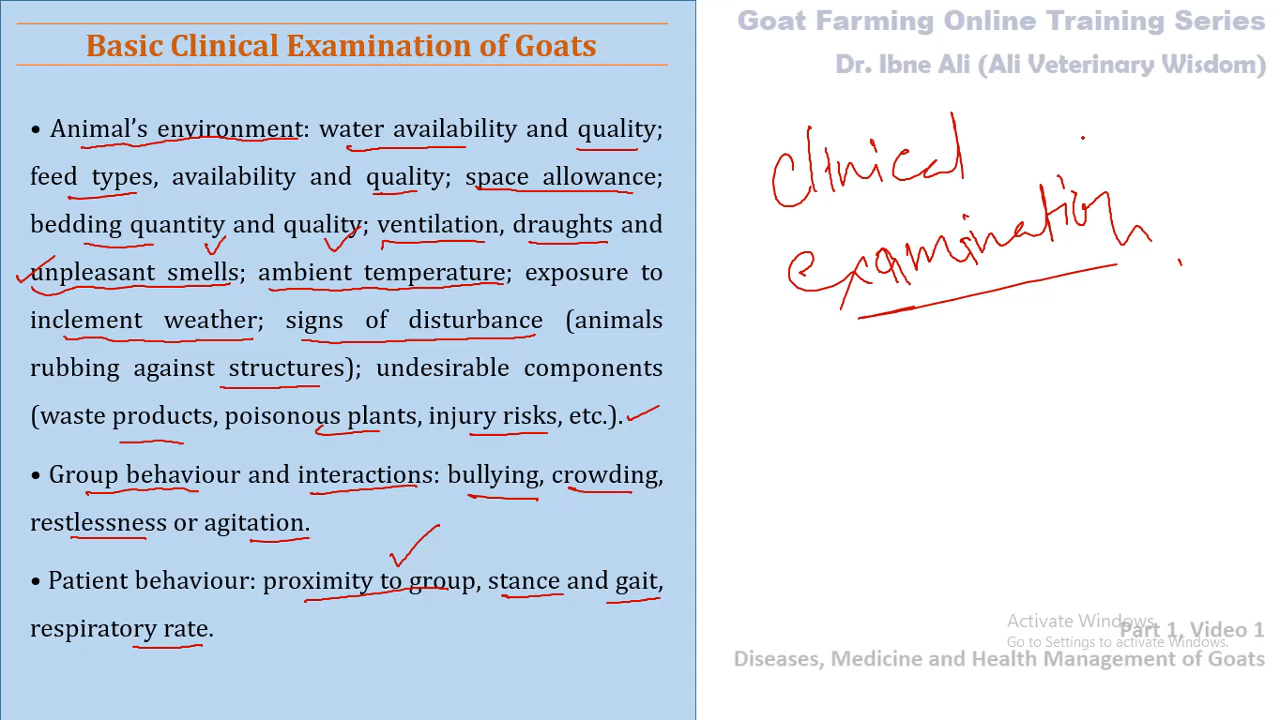 Basic Clinical Examination of Goats
• Animal's environment: water availability and quality;
feed types, availability and quality; space allowance;
bedding quantity and quality; ventilation, draughts and
unpleasant smells; ambient temperature; exposure to
inclement weather; signs of disturbance (animals
rubbing against structures); undesirable components
(waste products, poisonous plants, injury risks, etc.).
• Group behaviour and interactions: bullying, crowding,
restlessness or agitation.
• Patient behaviour: proximity to group, stance and gait,
respiratory rate.
Goat Farming Online Training Series
Dr. Ibne Ali (Ali Veterinary Wisdom)
Clinical
examination
Activate Windows
Part 1, Video 1
Go to Settings to activate Windows.
Diseases, Medicine and Health Management of Goats